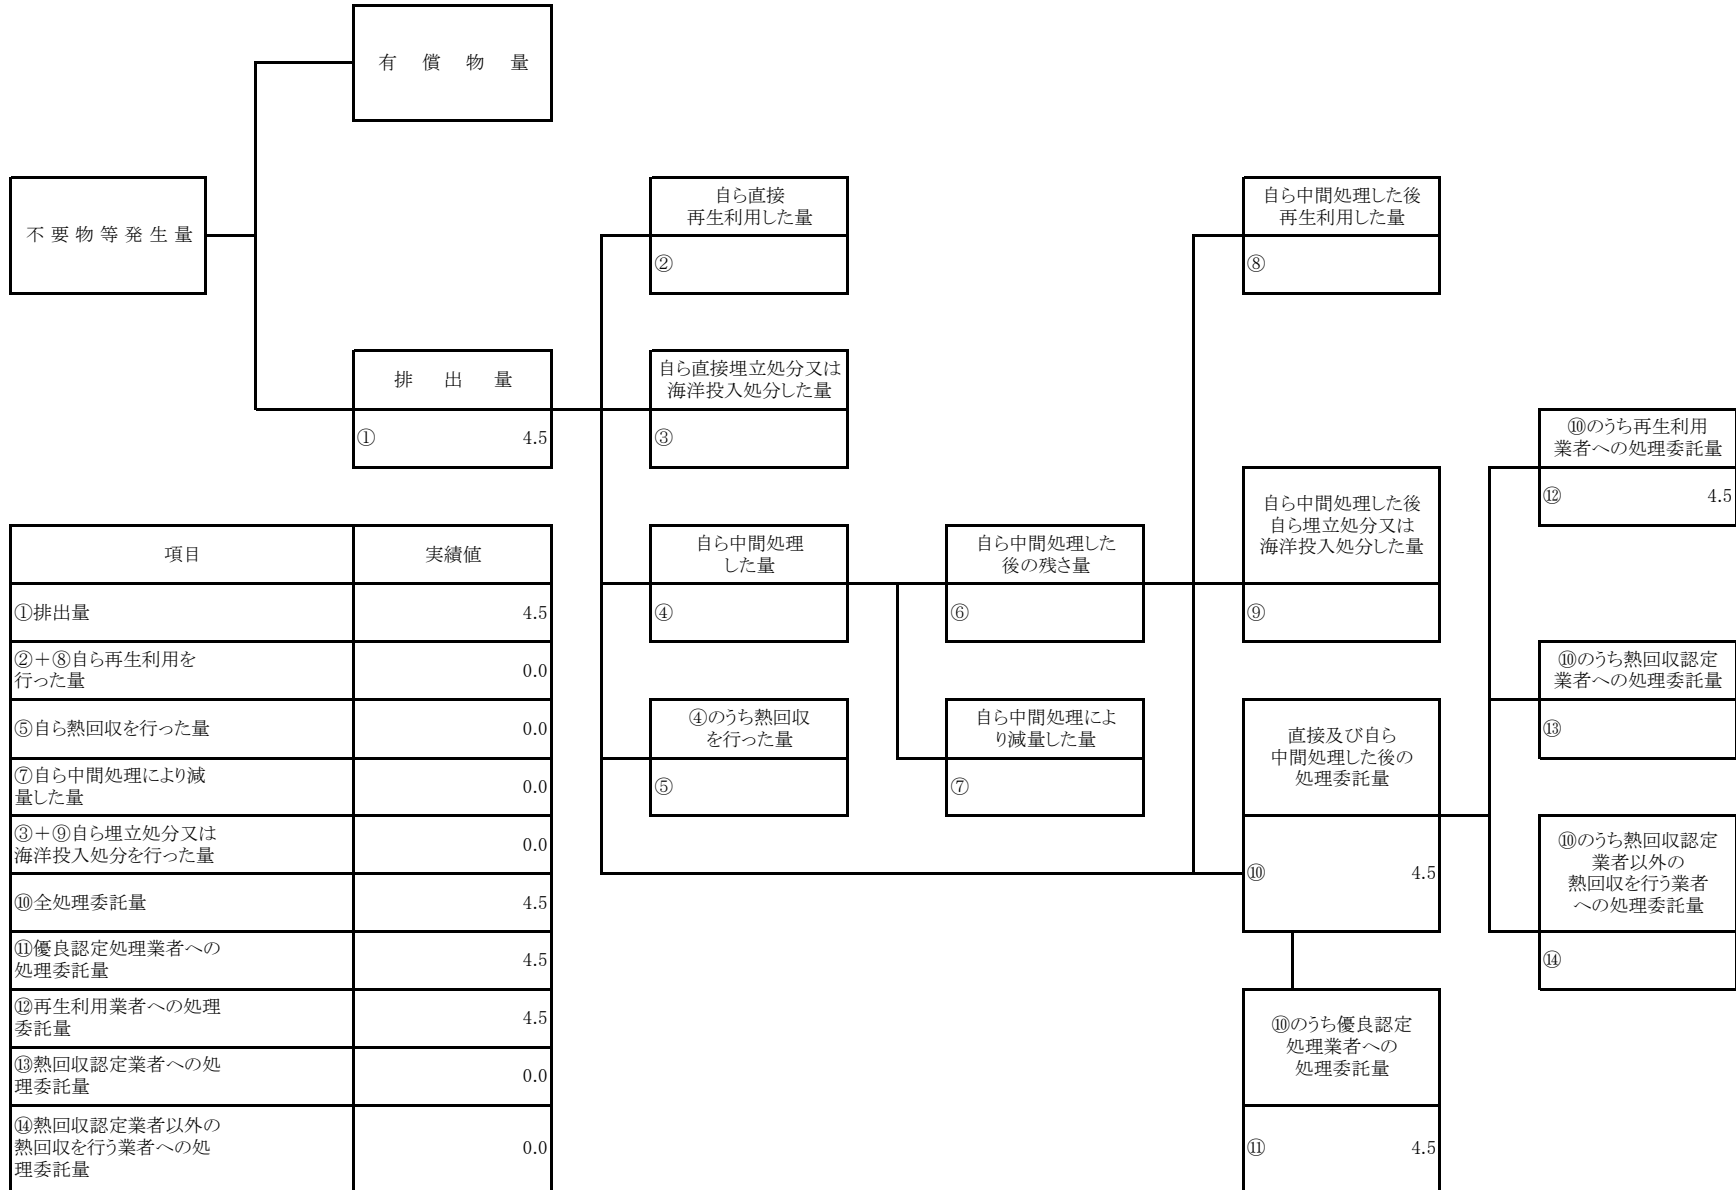 有償物量
不要物等発生量
自ら直接
再生利用した量
②
自ら中間処理した後
再生利用した量
⑧
排出量
①　4.5
自ら直接埋立処分又は
海洋投入処分した量
③
⑩のうち再生利用
業者への処理委託量
⑫　4.5
自ら中間処理
した量
④
自ら中間処理した
後の残さ量
⑥
自ら中間処理した後
自ら埋立処分又は
海洋投入処分した量
⑨
⑩のうち熱回収認定
業者への処理委託量
⑬
④のうち熱回収
を行った量
⑤
自ら中間処理によ
り減量した量
⑦
直接及び自ら
中間処理した後の
処理委託量
⑩　4.5
⑩のうち熱回収認定
業者以外の
熱回収を行う業者
への処理委託量
⑭
⑩のうち優良認定
処理業者への
処理委託量
⑪　4.5
項目　実績値
①排出量　4.5
②＋⑧自ら再生利用を
行った量　0.0
⑤自ら熱回収を行った量　0.0
⑦自ら中間処理により減
量した量　0.0
③＋⑨自ら埋立処分又は
海洋投入処分を行った量　0.0
⑩全処理委託量　4.5
⑪優良認定処理業者への
処理委託量　4.5
⑫再生利用業者への処理
委託量　4.5
⑬熱回収認定業者への処
理委託量　0.0
⑭熱回収認定業者以外の
熱回収を行う業者への処
理委託量　0.0